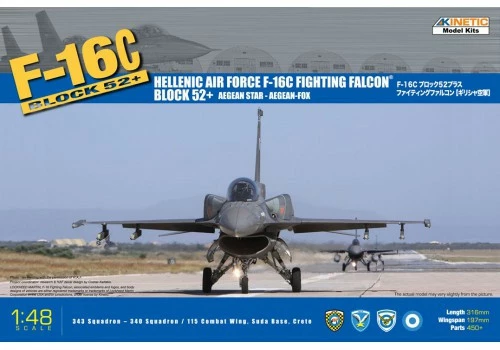 KINETIC
Model Kits
F-16C
BLOCK 52+
HELLENIC AIR FORCE F-16C FIGHTING FALCON®
BLOCK 52+ AEGEAN STAR - AEGEAN-FOX
F-16C ブロック52プラス
ファイティングファルコン【ギリシャ空軍】
The actual model may vary slightly from the picture.
1:48
SCALE
343 Squadron - 340 Squadron / 115 Combat Wing, Suda Base, Crete
Length 316mm
Wingspan 197mm
Parts 450+